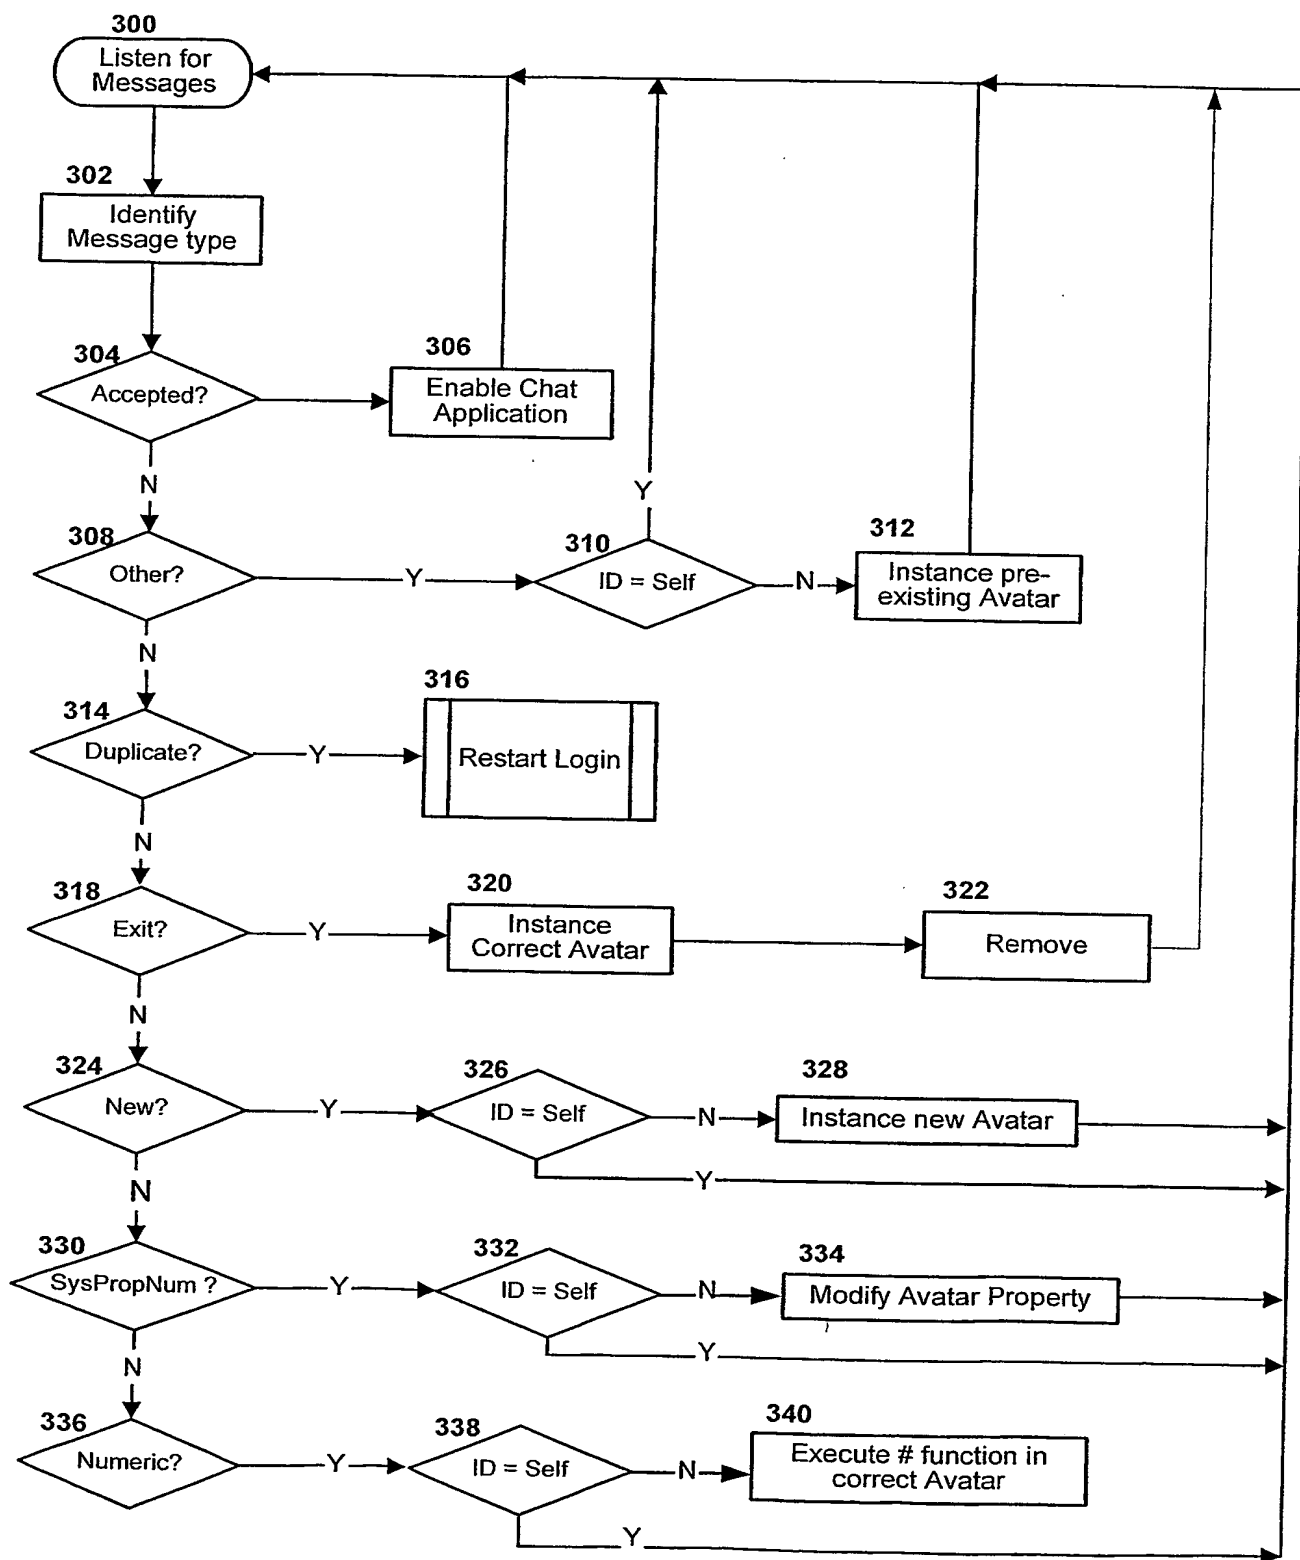 300
Listen for
Messages
302
Identify
Message type
304
Accepted?
306
Enable Chat
Application
N
Y
308
Other?
Y
310
ID = Self
N
312
Instance pre-
existing Avatar
N
314
Duplicate?
Y
316
Restart Login
N
318
Exit?
Y
320
Instance
Correct Avatar
322
Remove
N
324
New?
Y
326
ID = Self
N
328
Instance new Avatar
Y
N
330
SysPropNum ?
Y
332
ID = Self
N
334
Modify Avatar Property
Y
N
336
Numeric?
Y
338
ID = Self
N
340
Execute # function in
correct Avatar
Y